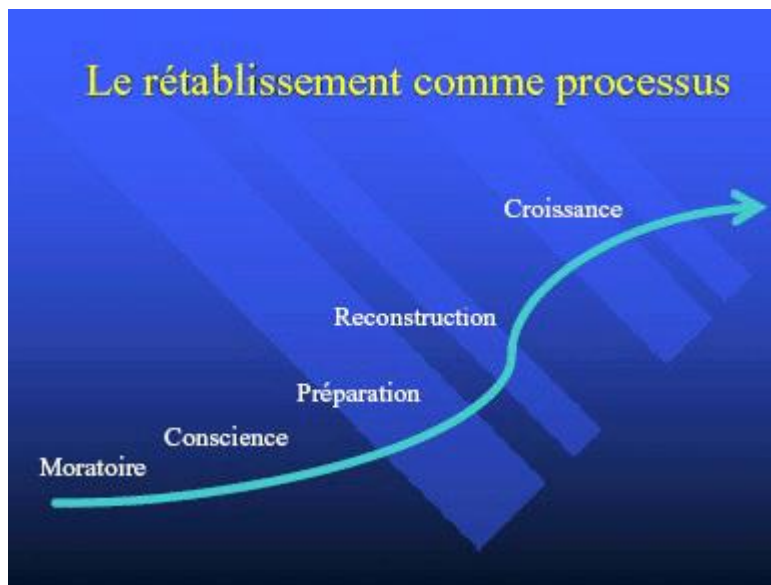 Le rétablissement comme processus
Croissance
Reconstruction
Préparation
Conscience
Moratoire